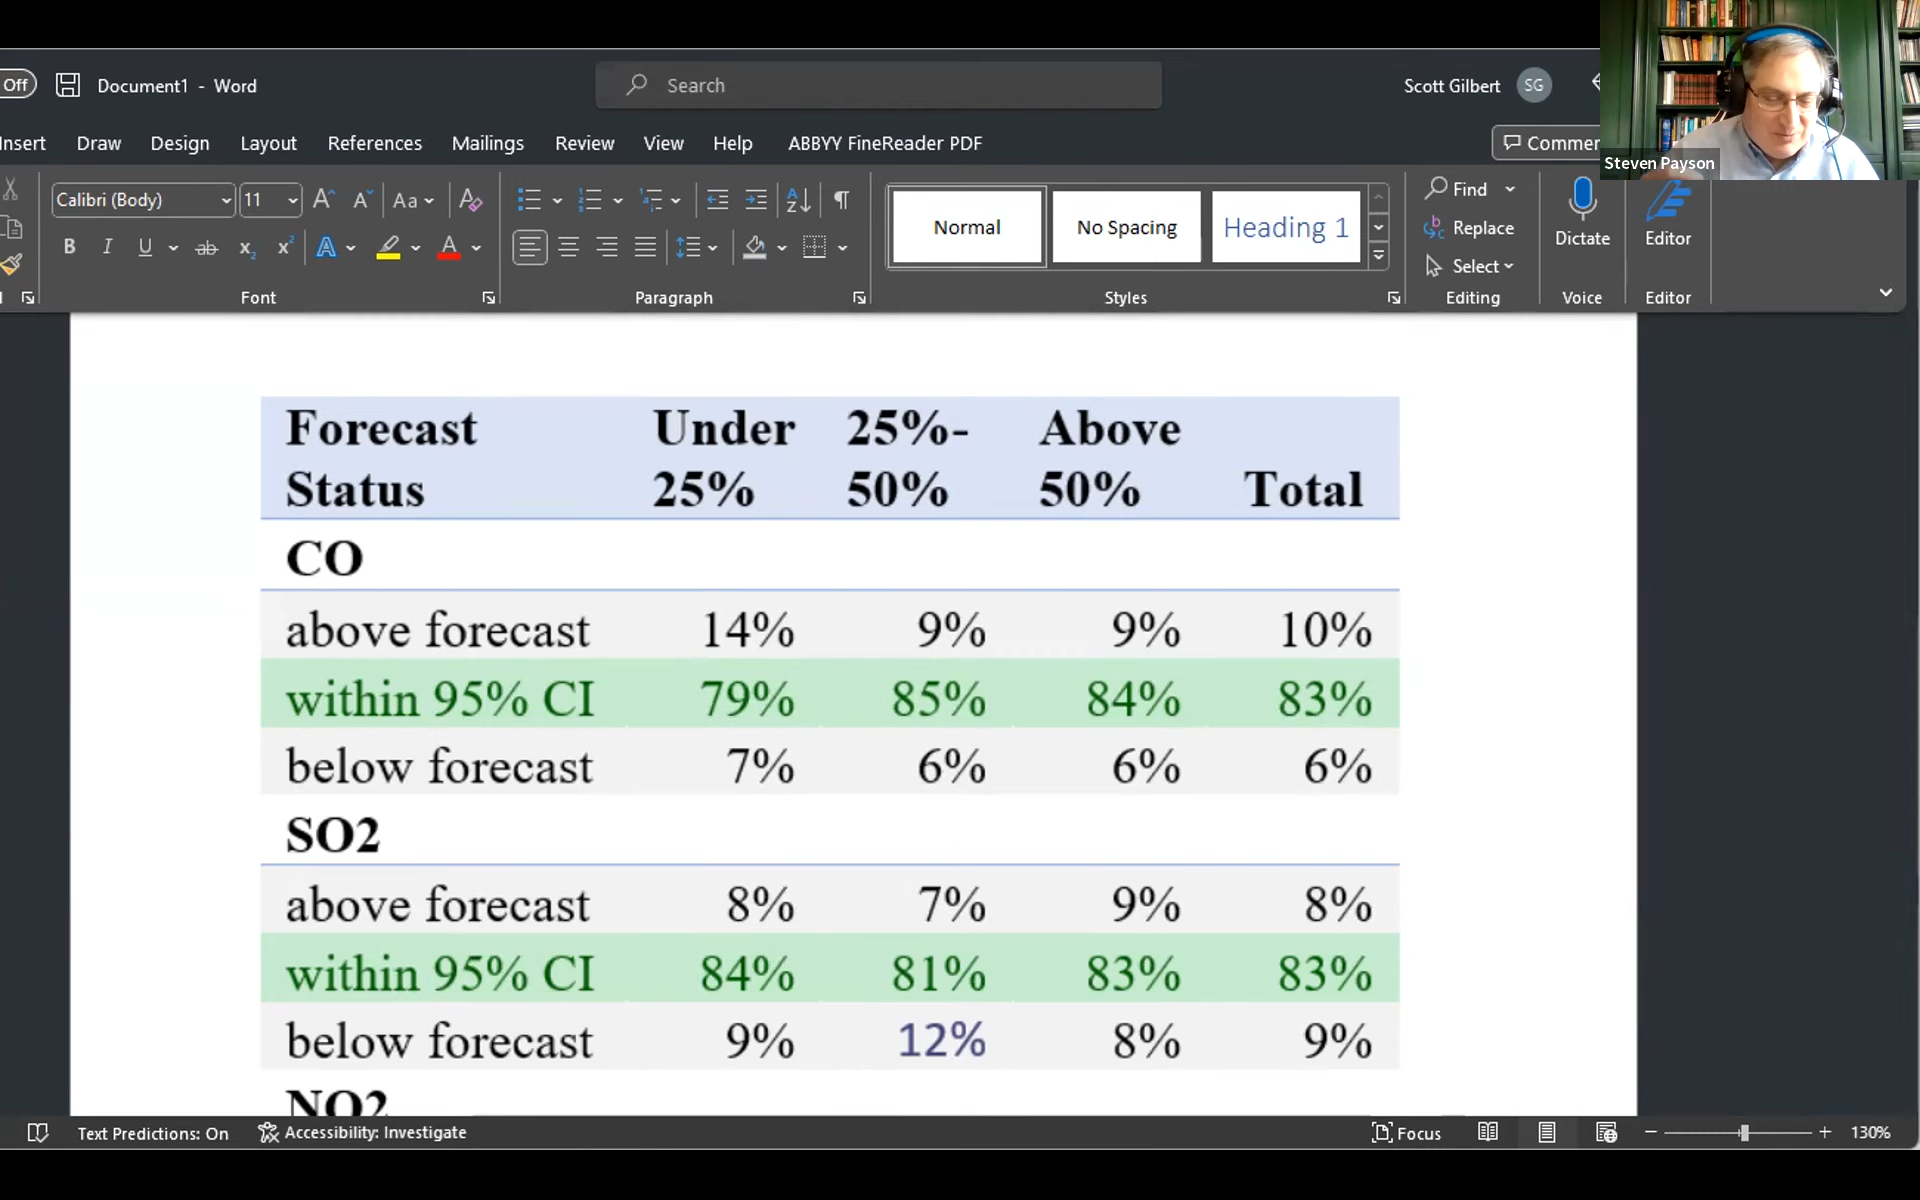 Off Document1 - Word Search Scott Gilbert SG
Insert Draw Design Layout References Mailings Review View Help ABBYY FineReader PDF
Steven Payson
Calibri (Body) 11 Aa Normal No Spacing Heading 1 Find Dictate Editor
Replace
Select
Font Paragraph Styles Editing Voice Editor
Forecast Under 25%- Above
Status 25% 50% 50% Total
CO
above forecast 14% 9% 9% 10%
within 95% CI 79% 85% 84% 83%
below forecast 7% 6% 6% 6%
SO2
above forecast 8% 7% 9% 8%
within 95% CI 84% 81% 83% 83%
below forecast 9% 12% 8% 9%
NO2
Text Predictions: On Accessibility: Investigate Focus 130%